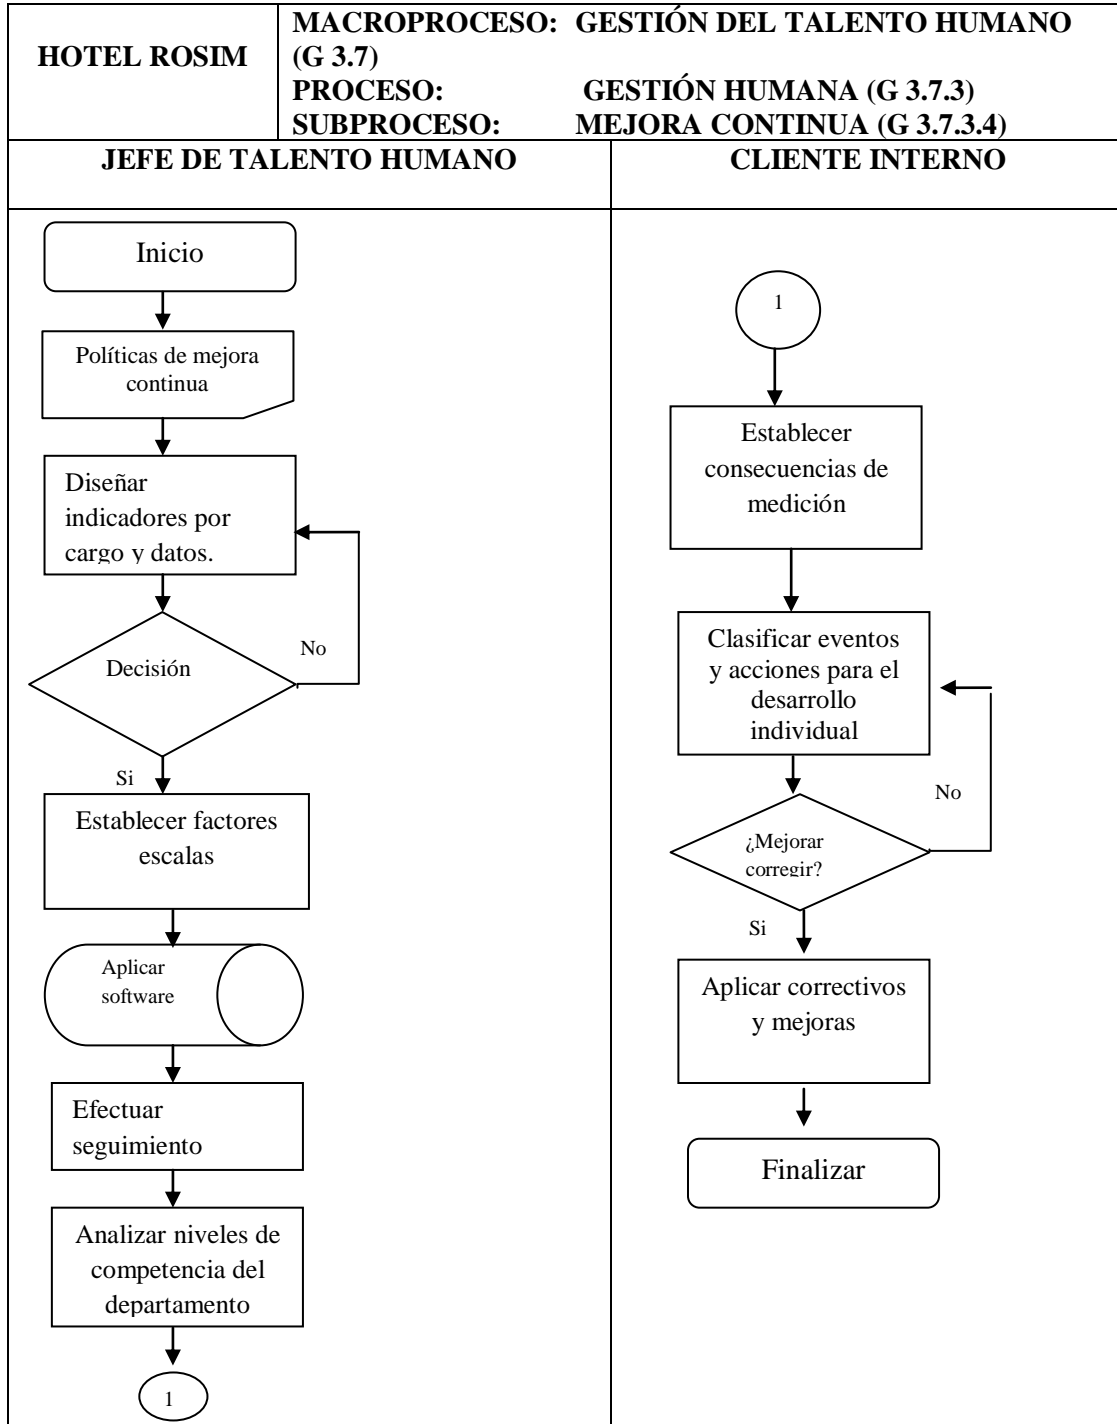 HOTEL ROSIM
MACROPROCESO: GESTIÓN DEL TALENTO HUMANO
(G 3.7)
PROCESO: GESTIÓN HUMANA (G 3.7.3)
SUBPROCESO: MEJORA CONTINUA (G 3.7.3.4)
JEFE DE TALENTO HUMANO
CLIENTE INTERNO
Inicio
Políticas de mejora
continua
Diseñar
indicadores por
cargo y datos.
Decisión
No
Si
Establecer factores
escalas
Aplicar
software
Efectuar
seguimiento
Analizar niveles de
competencia del
departamento
1
1
Establecer
consecuencias de
medición
Clasificar eventos
y acciones para el
desarrollo
individual
No
¿Mejorar
corregir?
Si
Aplicar correctivos
y mejoras
Finalizar